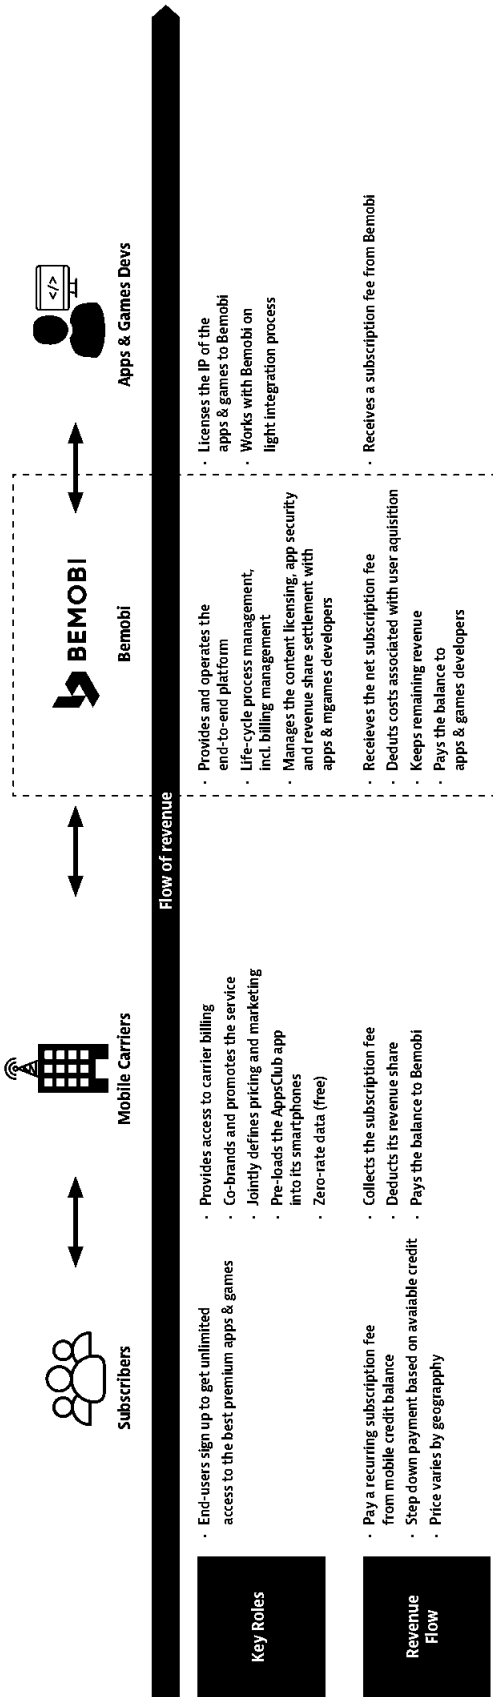 </>
BEMOBI
Subscribers
Mobile Carriers
Bemobi
Apps & Games Devs
Flow of revenue
Key Roles
· End-users sign up to get unlimited
access to the best premium apps & games
· Provides access to carrier billing
· Co-brands and promotes the service
· Jointly defines pricing and marketing
· Pre-loads the AppsClub app
into its smartphones
· Zero-rate data (free)
· Provides and operates the
end-to-end platform
· Life-cycle process management,
incl. billing management
· Manages the content licensing, app security
and revenue share settlement with
apps & mgames developers
· Licenses the IP of the
apps & games to Bemobi
· Works with Bemobi on
light integration process
Revenue
Flow
· Pay a recurring subscription fee
from mobile credit balance
· Step down payment based on avaiable credit
· Price varies by geograpphy
· Collects the subscription fee
· Deducts its revenue share
· Pays the balance to Bemobi
· Receieves the net subscription fee
· Deduts costs associated with user aquisition
· Keeps remaining revenue
· Pays the balance to
apps & games developers
· Receives a subscription fee from Bemobi